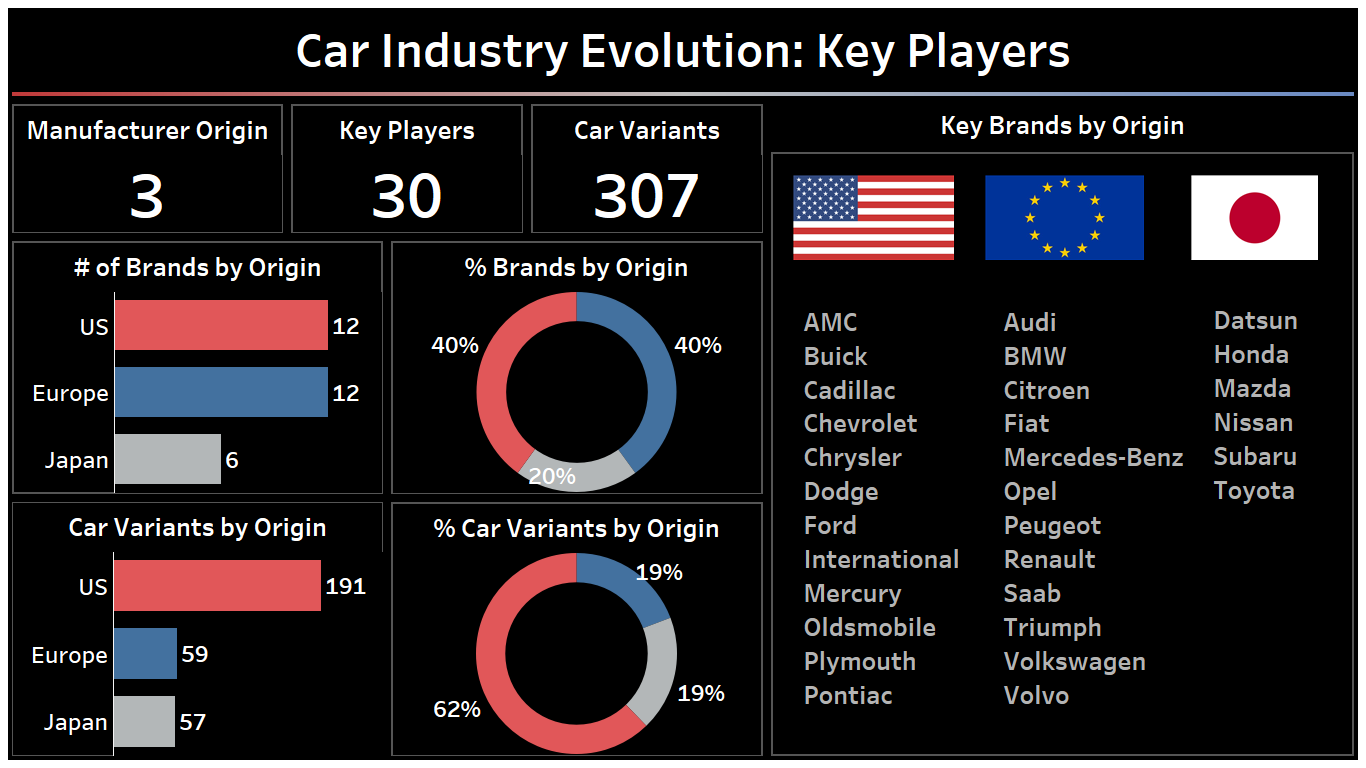 Car Industry Evolution: Key Players
Manufacturer Origin
3
Key Players
30
Car Variants
307
# of Brands by Origin
US
12
Europe
12
Japan
6
% Brands by Origin
40%
40%
20%
Car Variants by Origin
US
191
Europe
59
Japan
57
% Car Variants by Origin
19%
19%
62%
Key Brands by Origin
AMC
Buick
Cadillac
Chevrolet
Chrysler
Dodge
Ford
International
Mercury
Oldsmobile
Plymouth
Pontiac
Audi
BMW
Citroen
Fiat
Mercedes-Benz
Opel
Peugeot
Renault
Saab
Triumph
Volkswagen
Volvo
Datsun
Honda
Mazda
Nissan
Subaru
Toyota